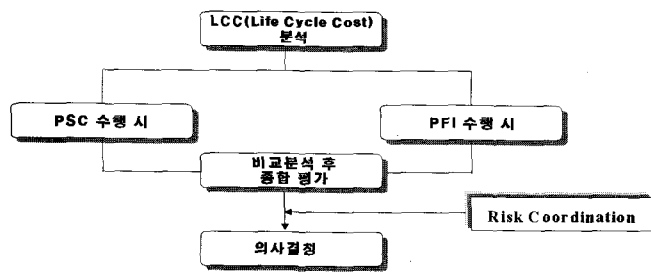 LCC(Life Cycle Cost)
분석
PSC 수행 시
PFI 수행 시
비교분석 후
종합 평가
Risk Coordination
의사결정